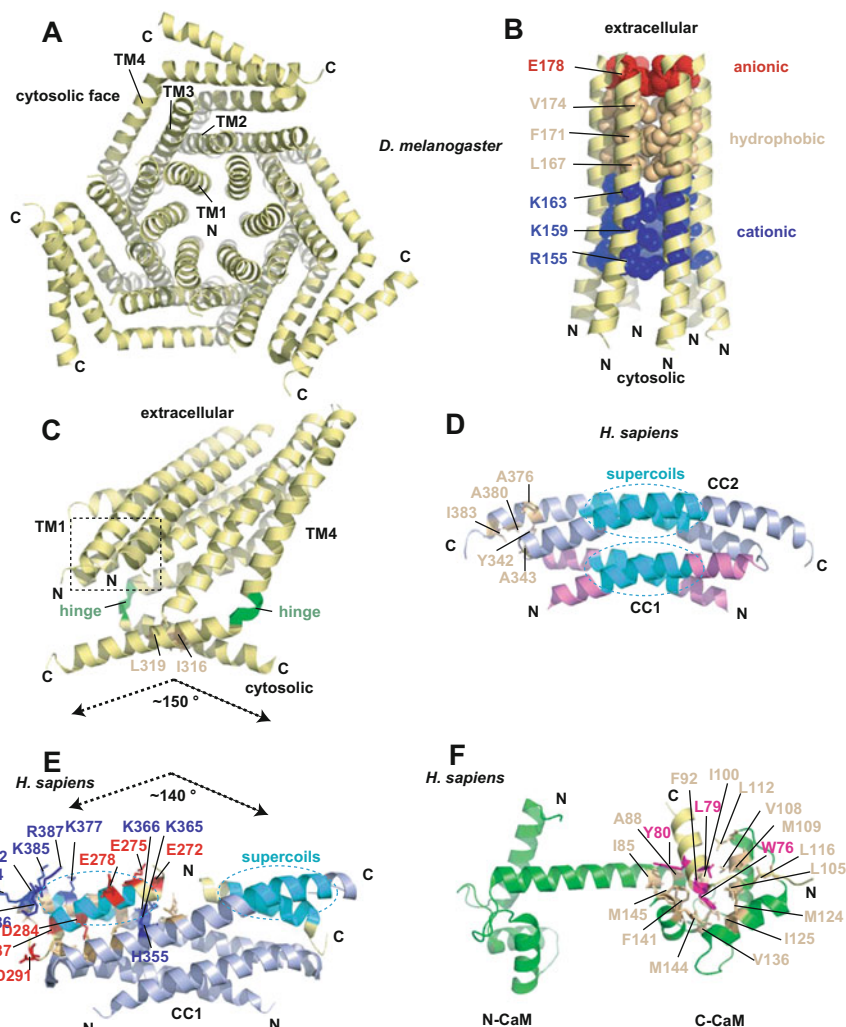 A
C
TM4
C
cytosolic face
TM3
TM2
TM1
N
C
C
C
C
D. melanogaster
B
extracellular
E178
anionic
V174
F171
hydrophobic
L167
K163
K159
cationic
R155
N
N
N
N
N
N
cytosolic
C
extracellular
TM1
TM4
N
N
hinge
hinge
L319
I316
C
C
cytosolic
~150 °
D
H. sapiens
A376
supercoils
CC2
A380
I383
C
Y342
A343
C
N
CC1
N
E
H. sapiens
~140 °
R387
K377
K366
K365
K385
E275
E272
E278
N
supercoils
C
D284
H355
C
D291
CC1
N
N
F
H. sapiens
F92
I100
L112
N
C
L79
V108
A88
M109
Y80
W76
L116
I85
L105
N
M145
M124
F141
I125
M144
V136
N-CaM
C-CaM